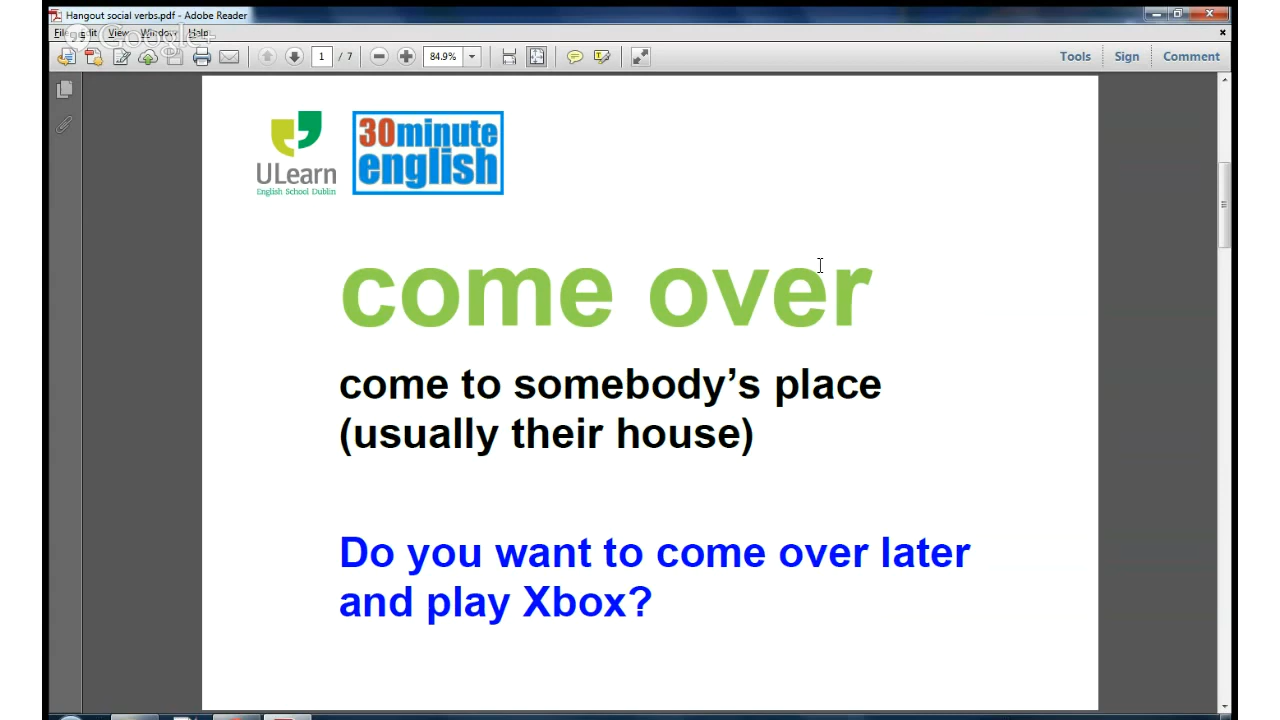 Hangout social verbs.pdf - Adobe Reader
File Edit View Window Help
Google+
1 / 7 84.9% Tools Sign Comment
ULearn
English School Dublin
30minute
english
come over
come to somebody’s place
(usually their house)
Do you want to come over later
and play Xbox?